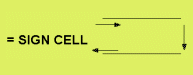 = SIGN CELL